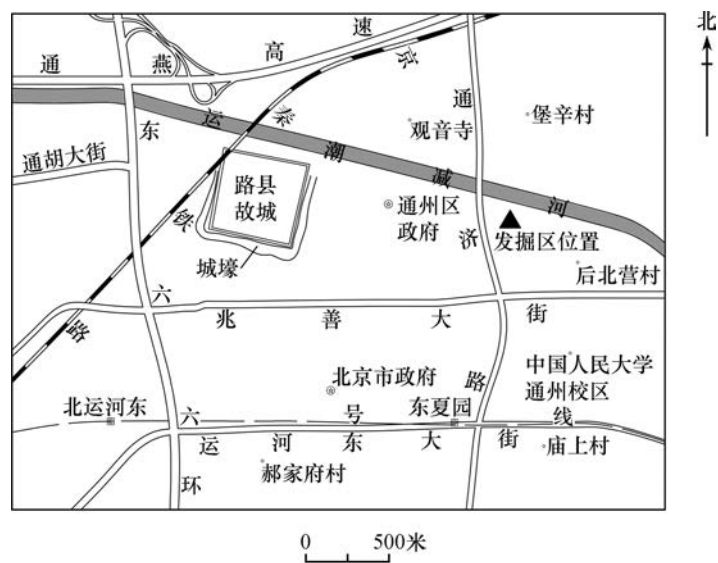 北
通燕高速
京秦铁路
通胡大街
东六环
运潮减河
观音寺
堡辛村
通济路
路县
故城
城壕
通州区
政府
发掘区位置
后北营村
兆善大街
北京市政府
中国人民大学
通州校区
北运河东
六号线
东夏园
运河东大街
郝家府村
庙上村
0 500米